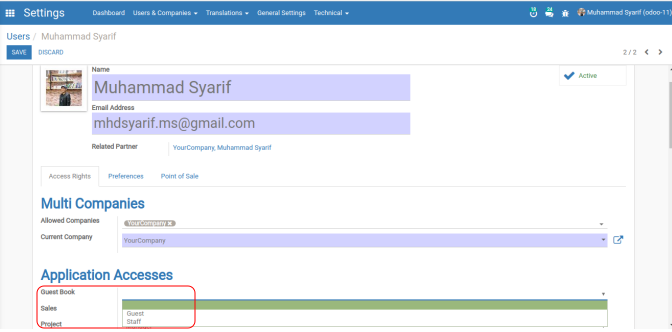 Settings Dashboard Users & Companies Translations General Settings Technical 18 24 Muhammad Syarif (odoo-11)
Users / Muhammad Syarif
SAVE DISCARD 2 / 2
Name
Muhammad Syarif
Active
Email Address
mhdsyarif.ms@gmail.com
Related Partner YourCompany, Muhammad Syarif
Access Rights Preferences Point of Sale
Multi Companies
Allowed Companies YourCompany x
Current Company YourCompany
Application Accesses
Guest Book
Sales Guest
Project Staff